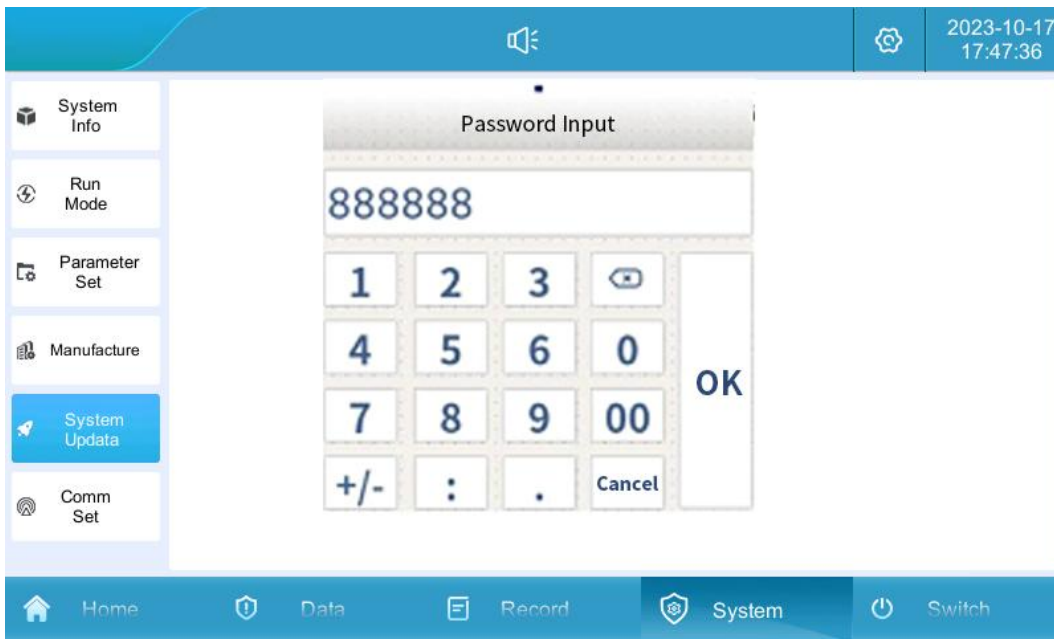 2023-10-17
17:47:36
System
Info
Run
Mode
Parameter
Set
Manufacture
System
Updata
Comm
Set
Password Input
888888
1 2 3
4 5 6 0
7 8 9 00
+/- : . Cancel
OK
Home Data Record System Switch